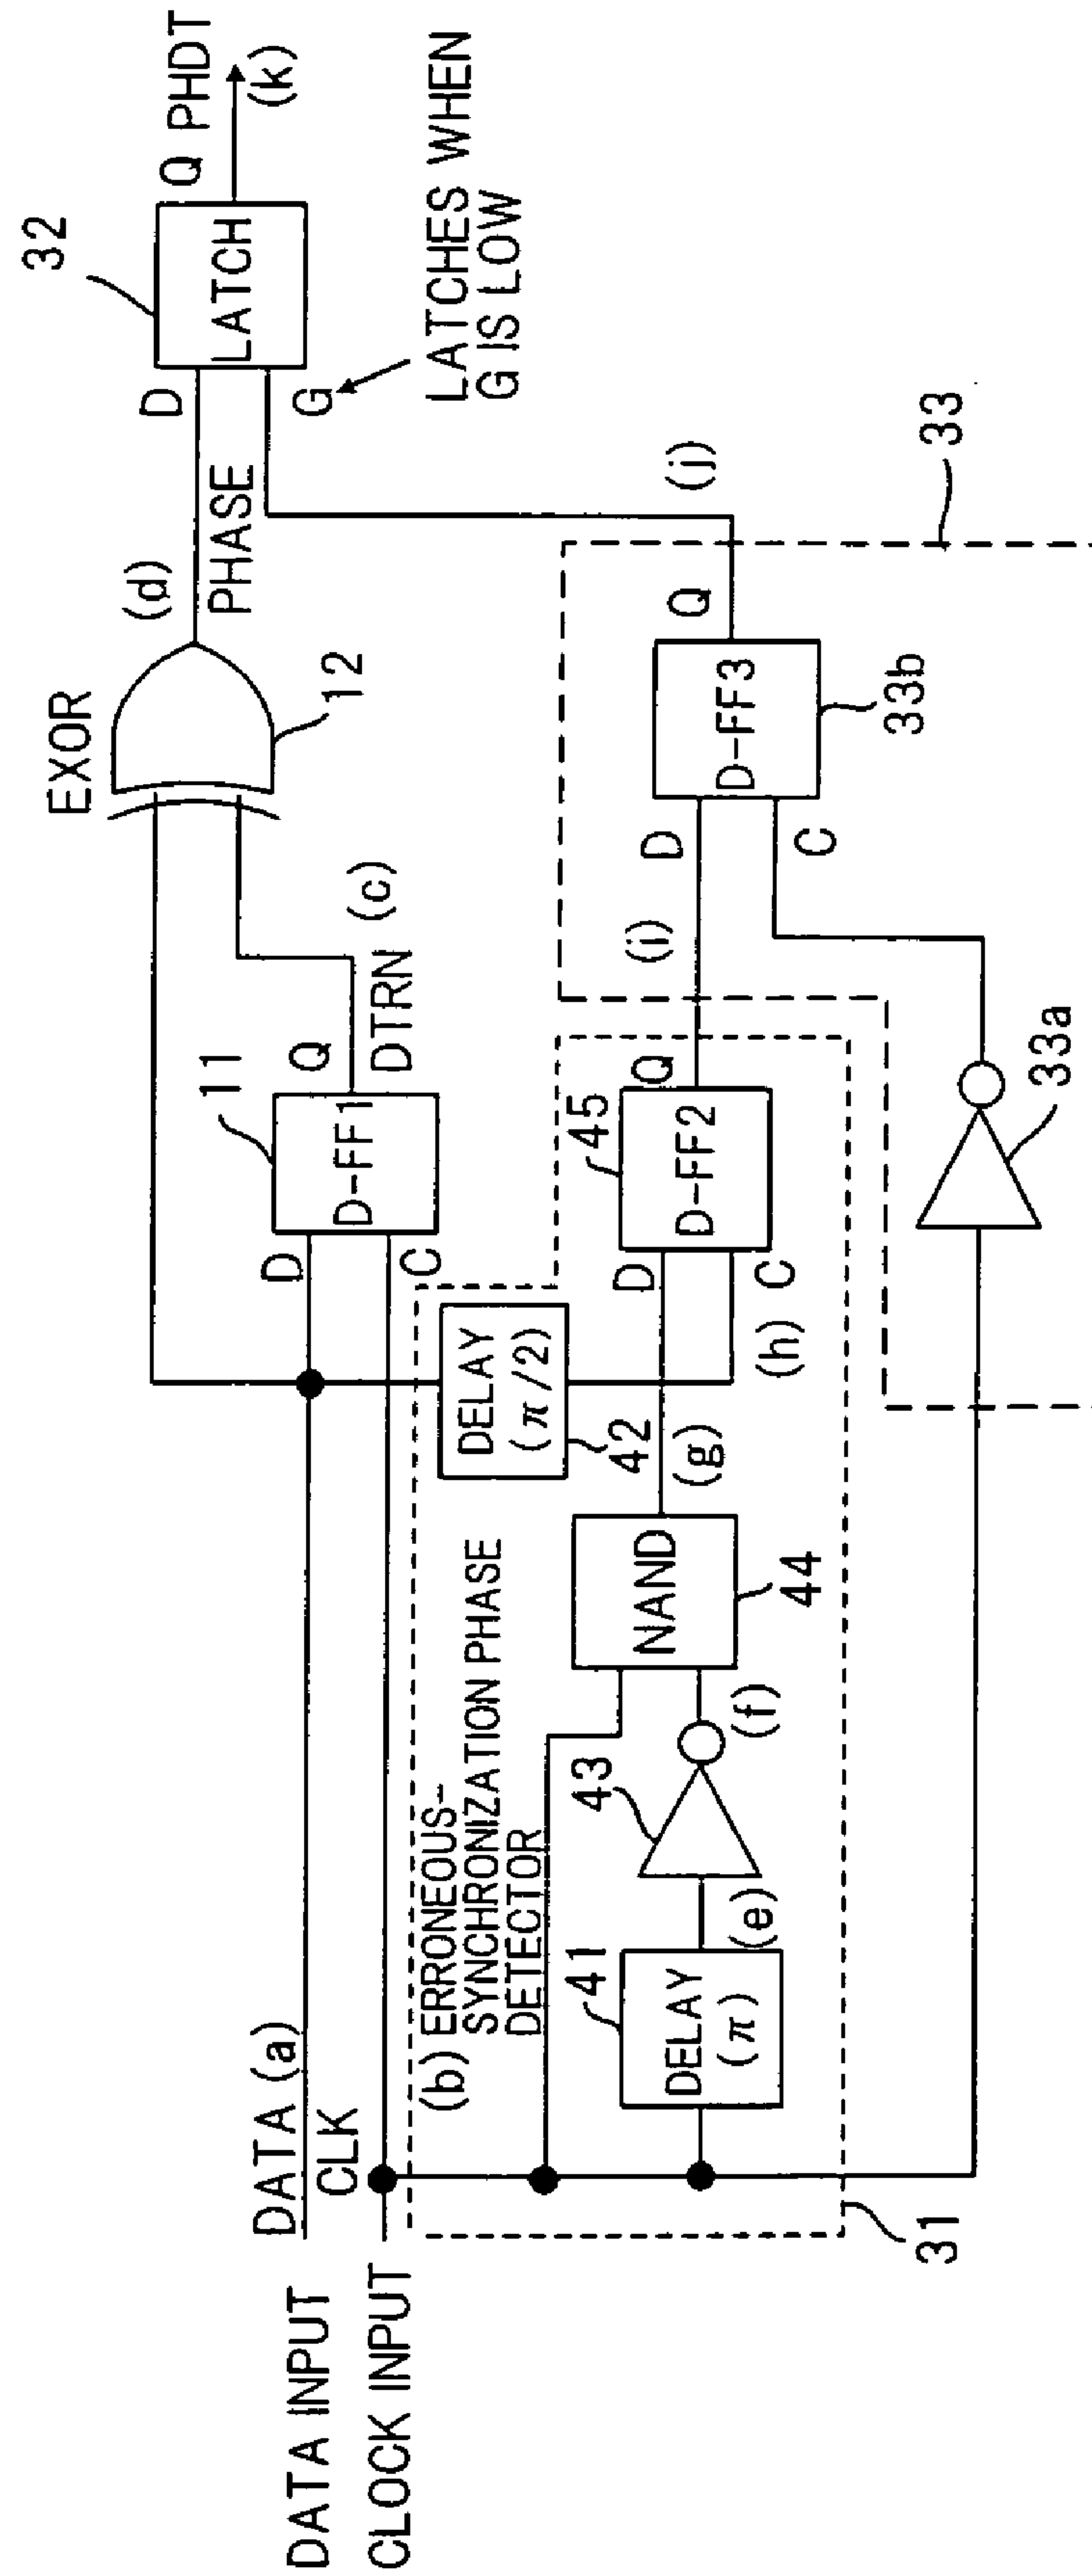 DATA INPUT
DATA (a)
CLOCK INPUT
CLK
(b) ERRONEOUS-
SYNCHRONIZATION PHASE
DETECTOR
31
DELAY
(π)
41
(e)
43
(f)
NAND
44
(g)
DELAY
(π/2)
42
(h)
D
C
D-FF1
11
Q
DTRN (c)
D
C
D-FF2
45
Q
(i)
33a
EXOR
12
(d)
PHASE
D
C
D-FF3
33b
Q
(j)
33
D
G
LATCH
32
LATCHES WHEN
G IS LOW
Q PHDT
(k)